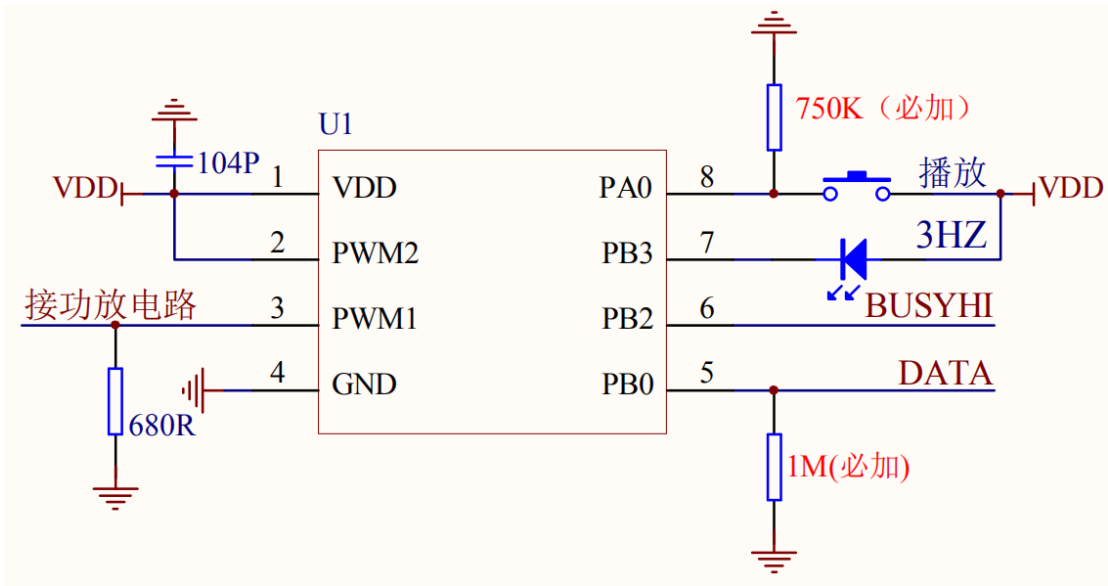 750K（必加）
U1
104P
VDD
1
VDD
PA0
8
播放
VDD
2
PWM2
PB3
7
3HZ
接功放电路
3
PWM1
PB2
6
BUSYHI
4
GND
PB0
5
DATA
680R
1M(必加)